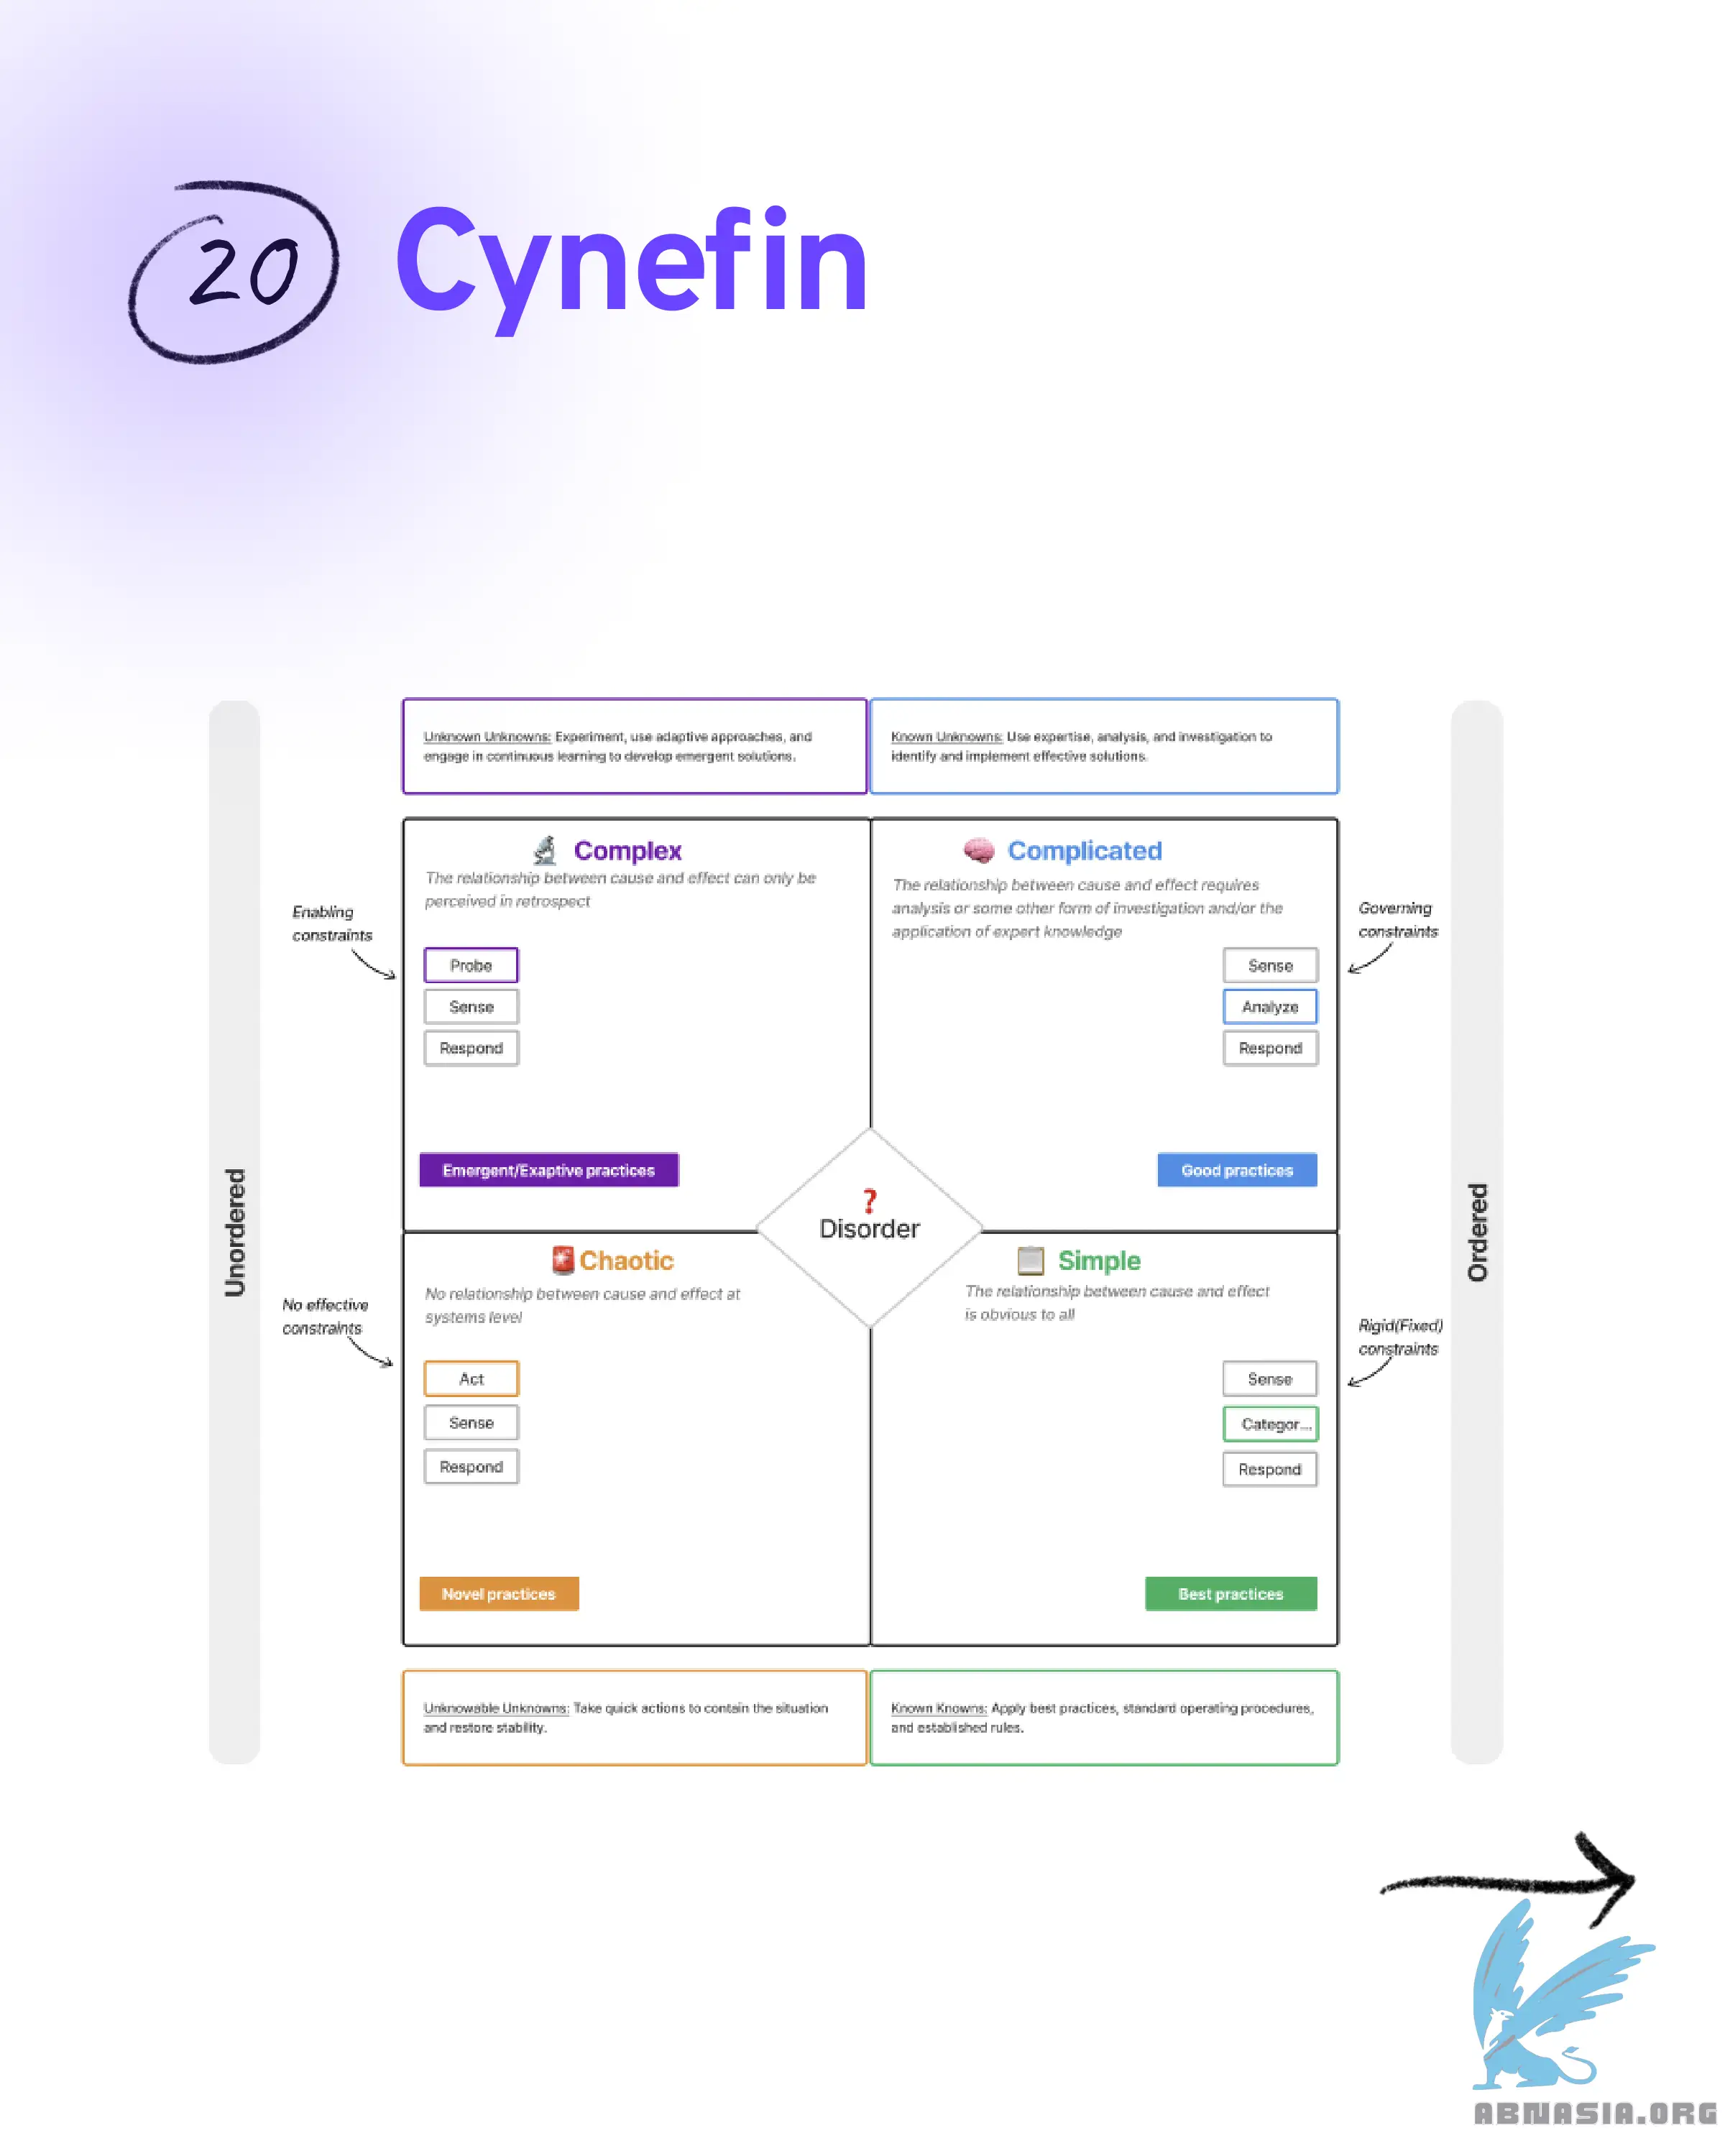 20
Cynefin
Unknown Unknowns: Experiment, use adaptive approaches, and
engage in continuous learning to develop emergent solutions.
Known Unknowns: Use expertise, analysis, and investigation to
identify and implement effective solutions.
Unordered
Ordered
Enabling
constraints
Complex
The relationship between cause and effect can only be
perceived in retrospect
Probe
Sense
Respond
Emergent/Exaptive practices
Complicated
The relationship between cause and effect requires
analysis or some other form of investigation and/or the
application of expert knowledge
Sense
Analyze
Respond
Good practices
Governing
constraints
?
Disorder
No effective
constraints
Chaotic
No relationship between cause and effect at
systems level
Act
Sense
Respond
Novel practices
Simple
The relationship between cause and effect
is obvious to all
Sense
Categor...
Respond
Best practices
Rigid(Fixed)
constraints
Unknowable Unknowns: Take quick actions to contain the situation
and restore stability.
Known Knowns: Apply best practices, standard operating procedures,
and established rules.
ABNASIA.ORG